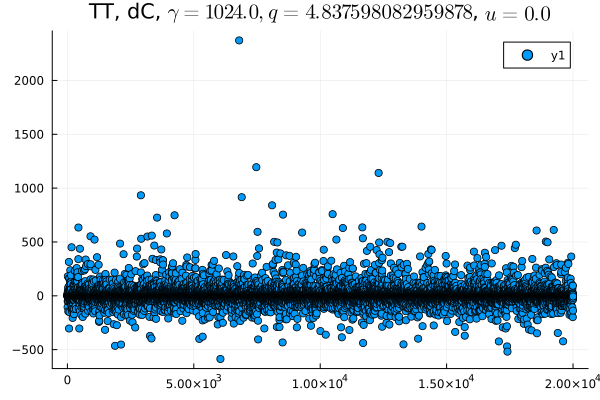 TT, dC, γ = 1024.0, q = 4.837598082959878, u = 0.0
y1
2000
1500
1000
500
0
−500
0 5.00×10³ 1.00×10⁴ 1.50×10⁴ 2.00×10⁴